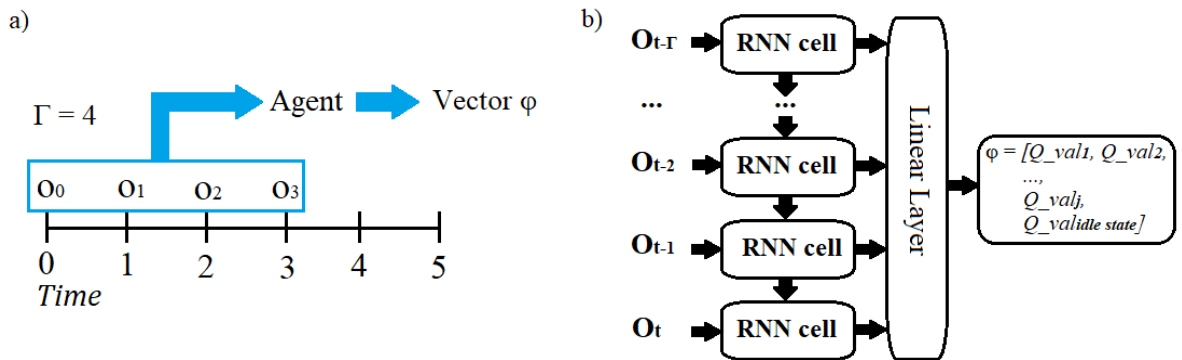 a)
Γ = 4
Agent
Vector φ
O0 O1 O2 O3
0 1 2 3 4 5
Time
b)
Ot-Γ RNN cell
... ...
Ot-2 RNN cell
Ot-1 RNN cell
Ot RNN cell
Linear Layer
φ = [Q_val1, Q_val2,
...,
Q_valj,
Q_validle state]